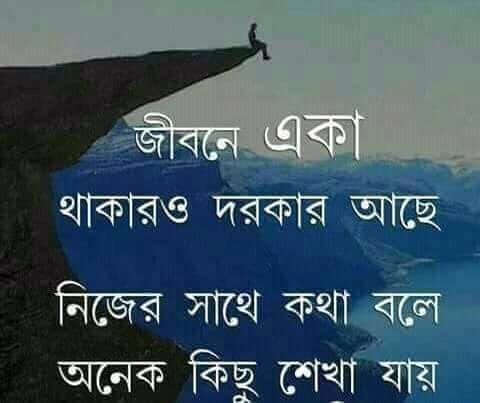 জীবনে একা
থাকারও দরকার আছে
নিজের সাথে কথা বলে
অনেক কিছু শেখা যায়